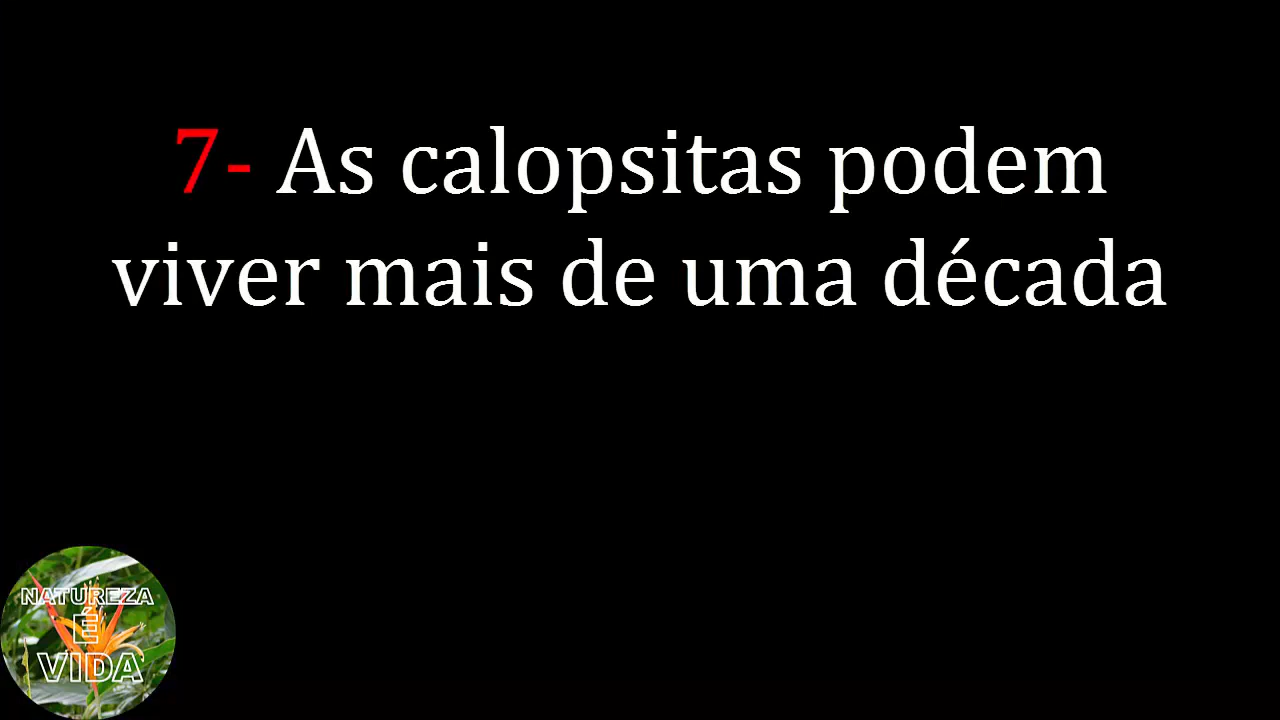 7- As calopsitas podem
viver mais de uma década
NATUREZA
É
VIDA